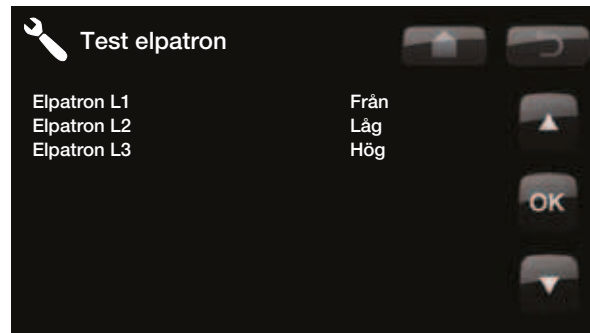 Test elpatron
Elpatron L1 Från
Elpatron L2 Låg
Elpatron L3 Hög
OK